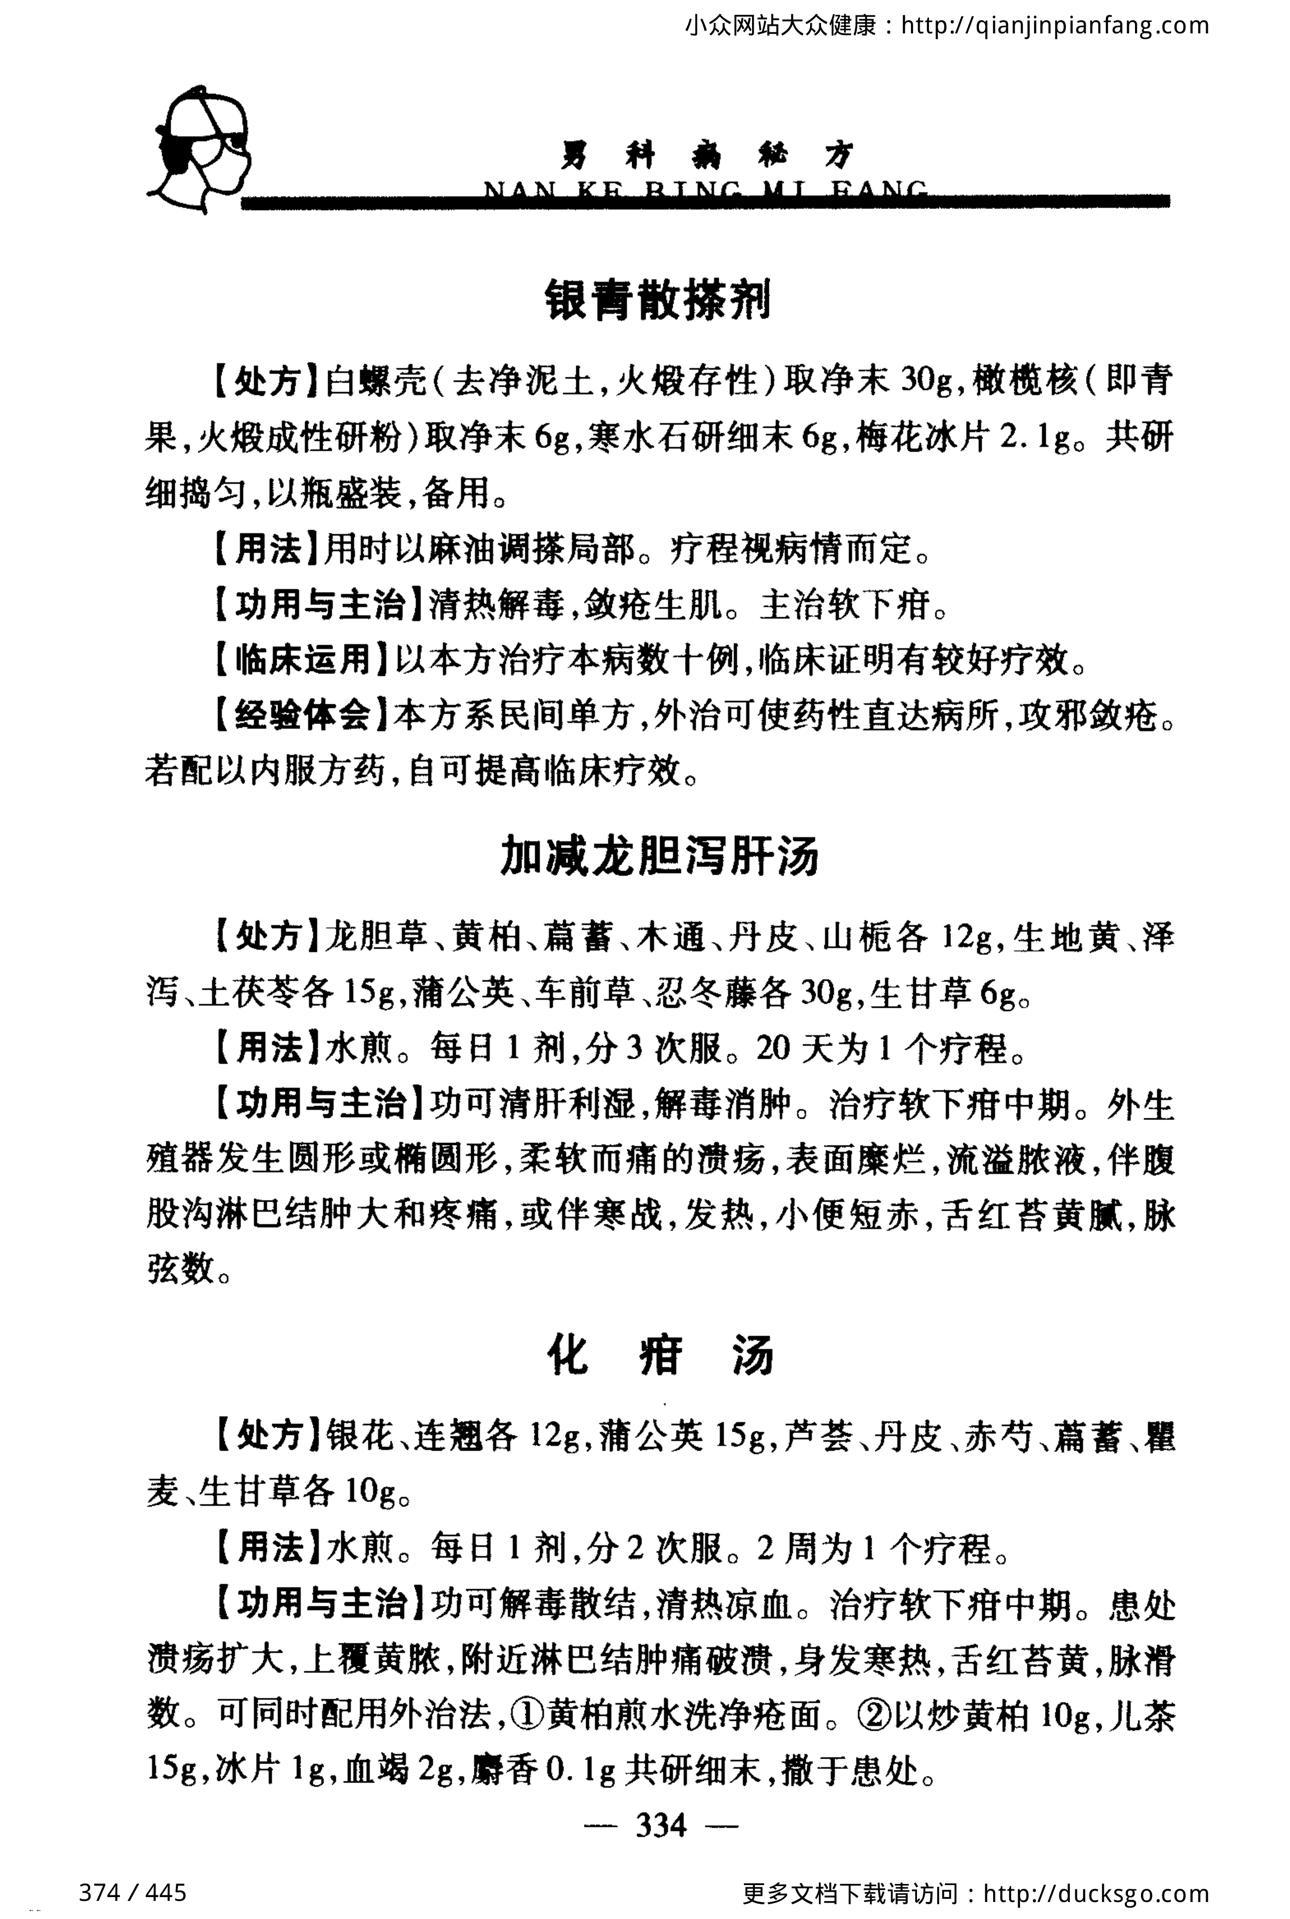 小众网站大众健康：http://qianjinpianfang.com
男科病秘方
NAN KE BING MI FANG
银青散搽剂
【处方】白螺壳(去净泥土,火煅存性)取净末 30g,橄榄核(即青
果,火煅成性研粉)取净末 6g,寒水石研细末 6g,梅花冰片 2.1g。共研
细捣匀,以瓶盛装,备用。
【用法】用时以麻油调搽局部。疗程视病情而定。
【功用与主治】清热解毒,敛疮生肌。主治软下疳。
【临床运用】以本方治疗本病数十例,临床证明有较好疗效。
【经验体会】本方系民间单方,外治可使药性直达病所,攻邪敛疮。
若配以内服方药,自可提高临床疗效。
加减龙胆泻肝汤
【处方】龙胆草、黄柏、萹蓄、木通、丹皮、山栀各 12g,生地黄、泽
泻、土茯苓各 15g,蒲公英、车前草、忍冬藤各 30g,生甘草 6g。
【用法】水煎。每日 1 剂,分 3 次服。20 天为 1 个疗程。
【功用与主治】功可清肝利湿,解毒消肿。治疗软下疳中期。外生
殖器发生圆形或椭圆形,柔软而痛的溃疡,表面糜烂,流溢脓液,伴腹
股沟淋巴结肿大和疼痛,或伴寒战,发热,小便短赤,舌红苔黄腻,脉
弦数。
化 疳 汤
【处方】银花、连翘各 12g,蒲公英 15g,芦荟、丹皮、赤芍、萹蓄、瞿
麦、生甘草各 10g。
【用法】水煎。每日 1 剂,分 2 次服。2 周为 1 个疗程。
【功用与主治】功可解毒散结,清热凉血。治疗软下疳中期。患处
溃疡扩大,上覆黄脓,附近淋巴结肿痛破溃,身发寒热,舌红苔黄,脉滑
数。可同时配用外治法,①黄柏煎水洗净疮面。②以炒黄柏 10g,儿茶
15g,冰片 1g,血竭 2g,麝香 0.1g 共研细末,撒于患处。
— 334 —
374 / 445
更多文档下载请访问：http://ducksgo.com